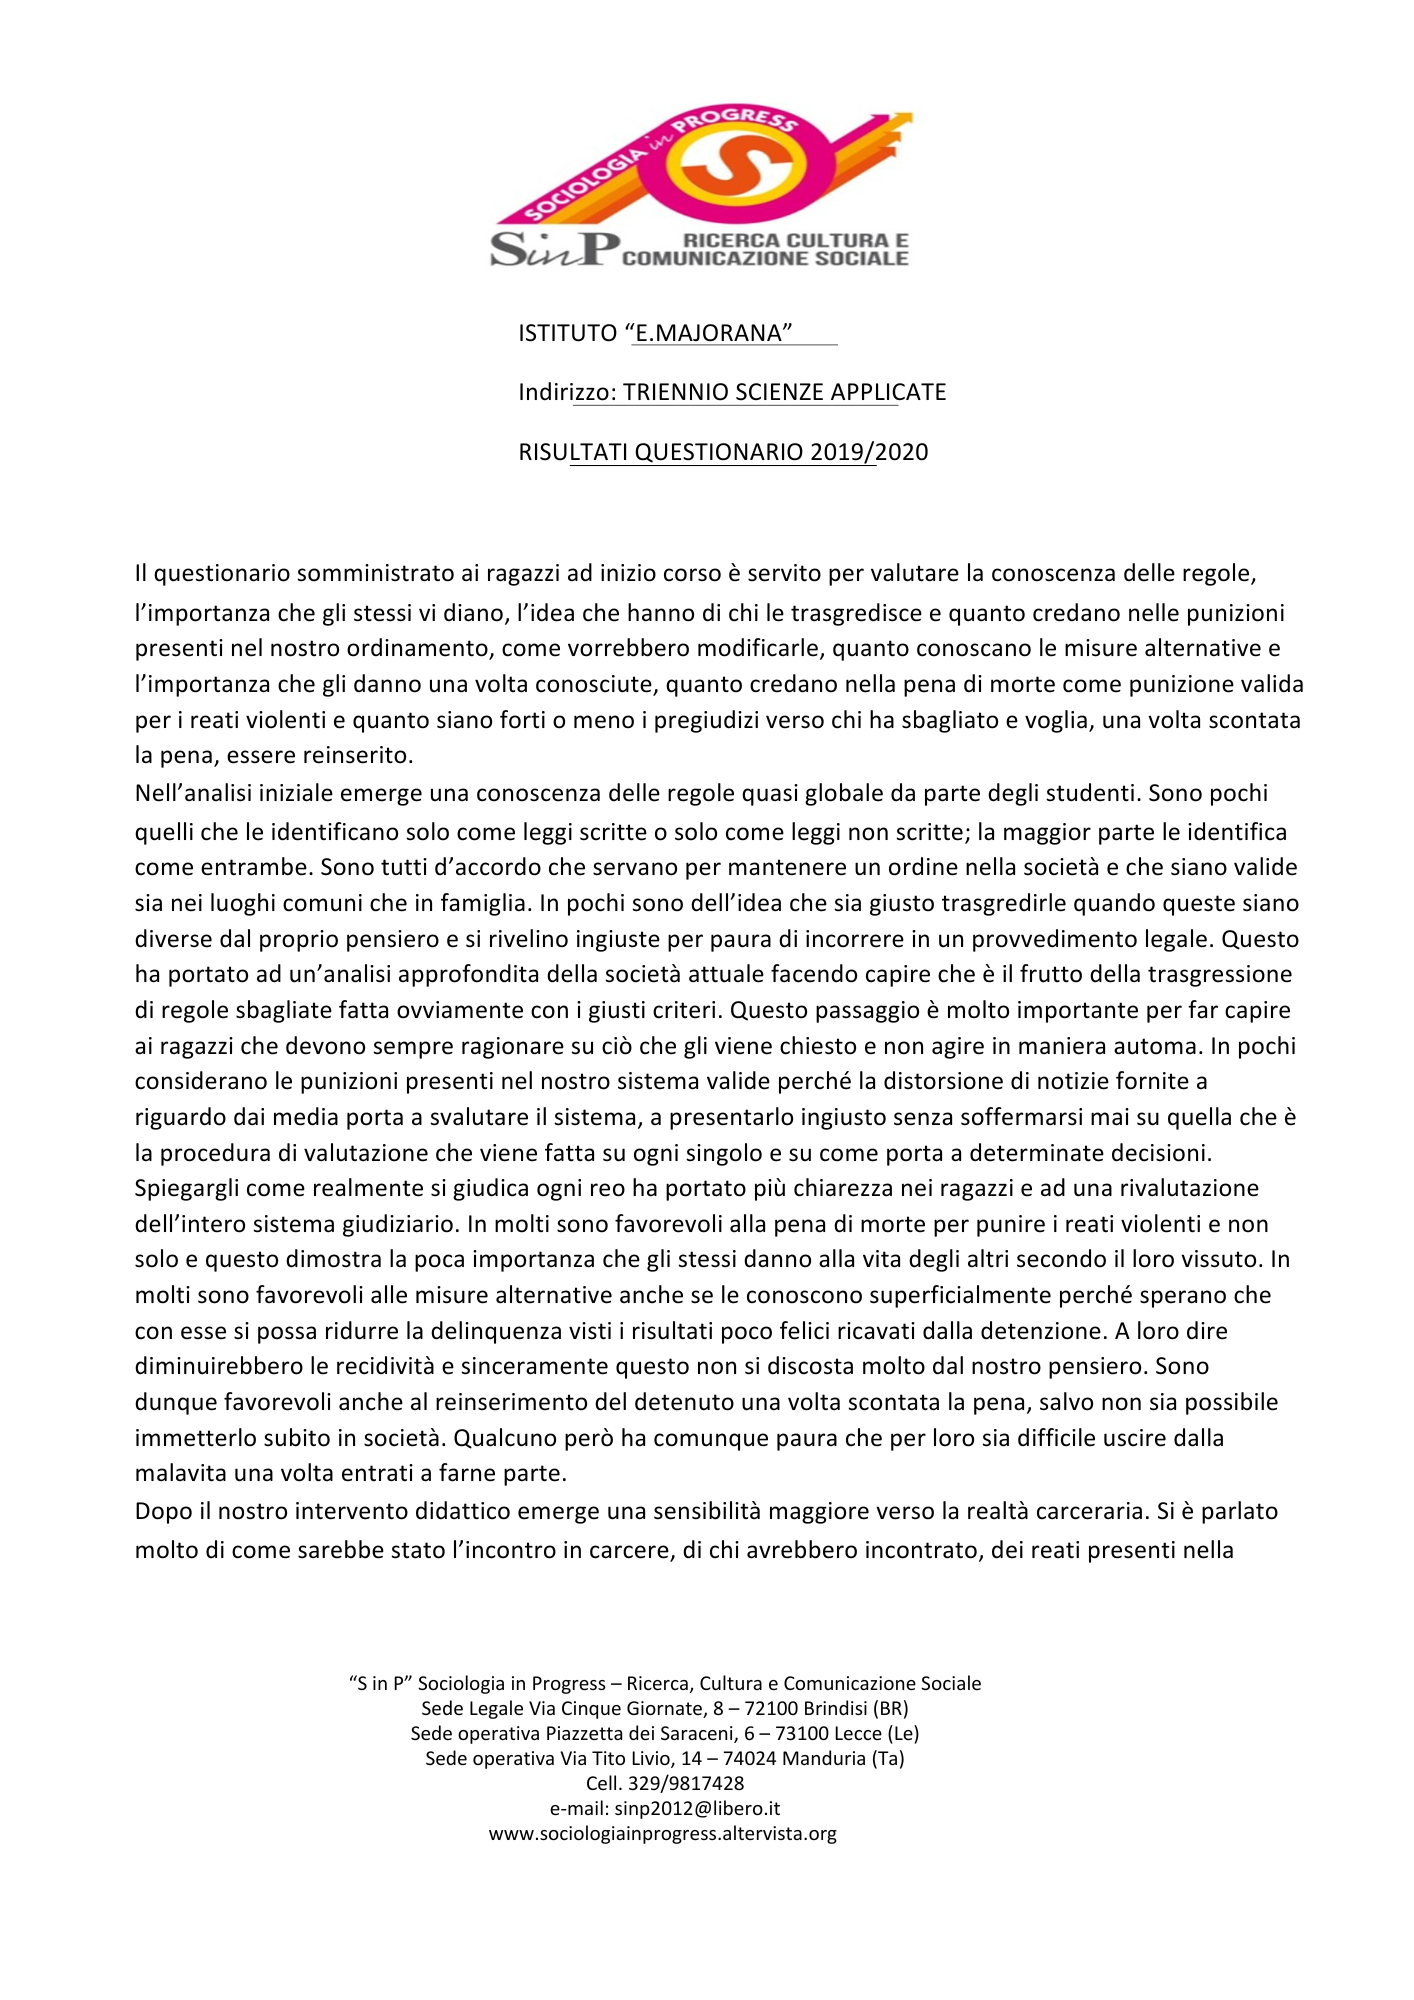 SOCIOLOGIA in PROGRESS
S
SinP RICERCA CULTURA E
COMUNICAZIONE SOCIALE
ISTITUTO “E.MAJORANA”
Indirizzo: TRIENNIO SCIENZE APPLICATE
RISULTATI QUESTIONARIO 2019/2020
Il questionario somministrato ai ragazzi ad inizio corso è servito per valutare la conoscenza delle regole,
l’importanza che gli stessi vi diano, l’idea che hanno di chi le trasgredisce e quanto credano nelle punizioni
presenti nel nostro ordinamento, come vorrebbero modificarle, quanto conoscano le misure alternative e
l’importanza che gli danno una volta conosciute, quanto credano nella pena di morte come punizione valida
per i reati violenti e quanto siano forti o meno i pregiudizi verso chi ha sbagliato e voglia, una volta scontata
la pena, essere reinserito.
Nell’analisi iniziale emerge una conoscenza delle regole quasi globale da parte degli studenti. Sono pochi
quelli che le identificano solo come leggi scritte o solo come leggi non scritte; la maggior parte le identifica
come entrambe. Sono tutti d’accordo che servano per mantenere un ordine nella società e che siano valide
sia nei luoghi comuni che in famiglia. In pochi sono dell’idea che sia giusto trasgredirle quando queste siano
diverse dal proprio pensiero e si rivelino ingiuste per paura di incorrere in un provvedimento legale. Questo
ha portato ad un’analisi approfondita della società attuale facendo capire che è il frutto della trasgressione
di regole sbagliate fatta ovviamente con i giusti criteri. Questo passaggio è molto importante per far capire
ai ragazzi che devono sempre ragionare su ciò che gli viene chiesto e non agire in maniera automa. In pochi
considerano le punizioni presenti nel nostro sistema valide perché la distorsione di notizie fornite a
riguardo dai media porta a svalutare il sistema, a presentarlo ingiusto senza soffermarsi mai su quella che è
la procedura di valutazione che viene fatta su ogni singolo e su come porta a determinate decisioni.
Spiegargli come realmente si giudica ogni reo ha portato più chiarezza nei ragazzi e ad una rivalutazione
dell’intero sistema giudiziario. In molti sono favorevoli alla pena di morte per punire i reati violenti e non
solo e questo dimostra la poca importanza che gli stessi danno alla vita degli altri secondo il loro vissuto. In
molti sono favorevoli alle misure alternative anche se le conoscono superficialmente perché sperano che
con esse si possa ridurre la delinquenza visti i risultati poco felici ricavati dalla detenzione. A loro dire
diminuirebbero le recidività e sinceramente questo non si discosta molto dal nostro pensiero. Sono
dunque favorevoli anche al reinserimento del detenuto una volta scontata la pena, salvo non sia possibile
immetterlo subito in società. Qualcuno però ha comunque paura che per loro sia difficile uscire dalla
malavita una volta entrati a farne parte.
Dopo il nostro intervento didattico emerge una sensibilità maggiore verso la realtà carceraria. Si è parlato
molto di come sarebbe stato l’incontro in carcere, di chi avrebbero incontrato, dei reati presenti nella
“S in P” Sociologia in Progress – Ricerca, Cultura e Comunicazione Sociale
Sede Legale Via Cinque Giornate, 8 – 72100 Brindisi (BR)
Sede operativa Piazzetta dei Saraceni, 6 – 73100 Lecce (Le)
Sede operativa Via Tito Livio, 14 – 74024 Manduria (Ta)
Cell. 329/9817428
e-mail: sinp2012@libero.it
www.sociologiainprogress.altervista.org